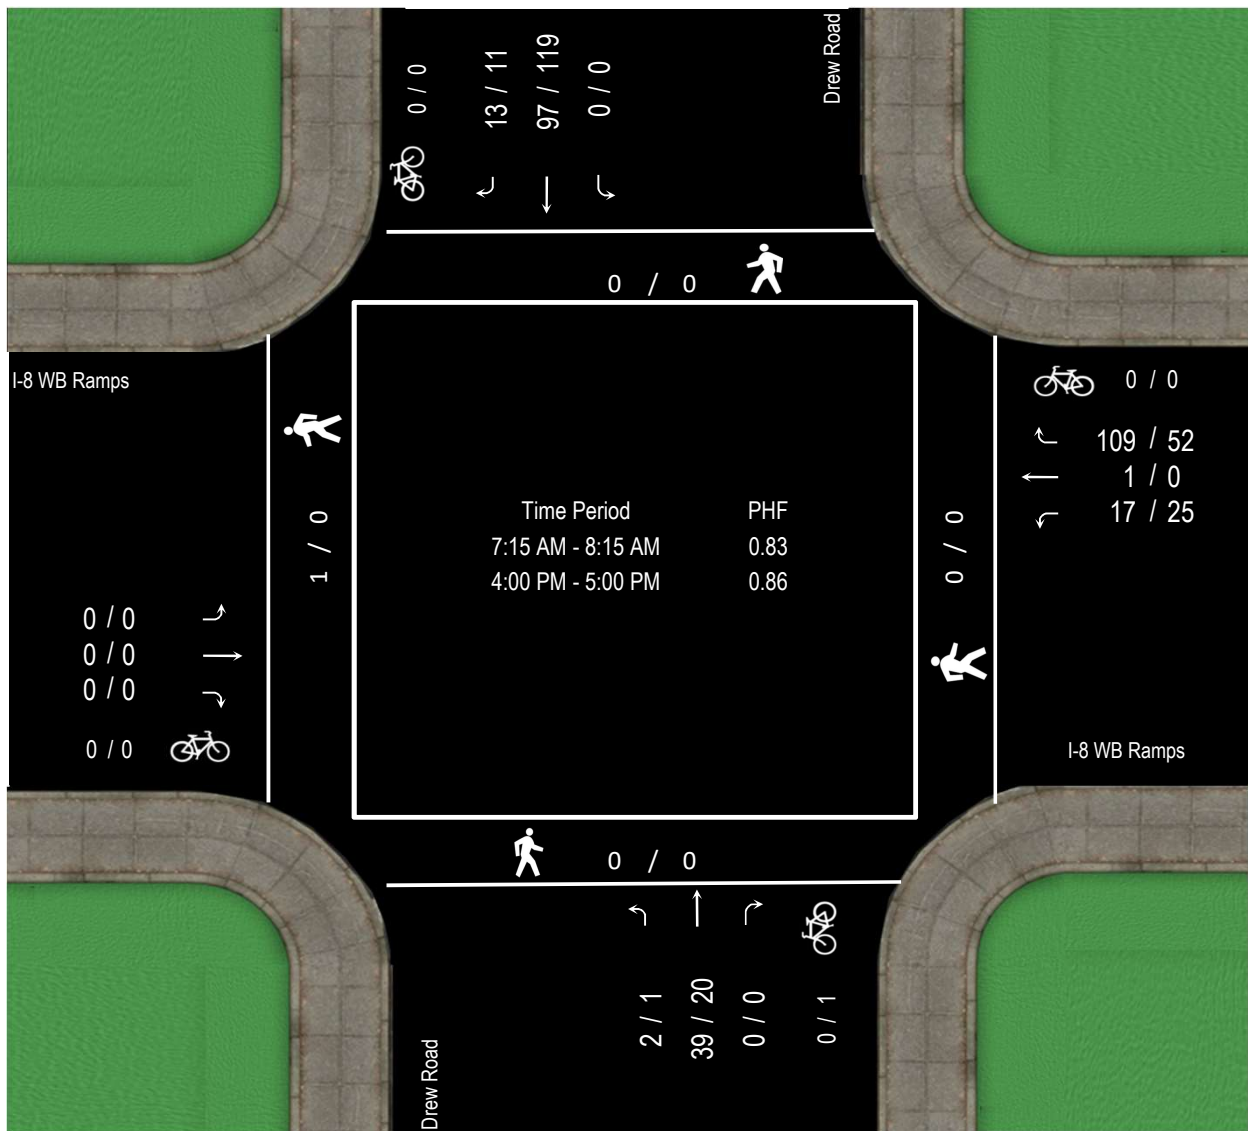 Drew Road
0 / 0
13 / 11
97 / 119
0 / 0
0 / 0
I-8 WB Ramps
0 / 0
109 / 52
1 / 0
17 / 25
1 / 0
Time Period PHF
7:15 AM - 8:15 AM 0.83
4:00 PM - 5:00 PM 0.86
0 / 0
0 / 0
0 / 0
0 / 0
0 / 0
I-8 WB Ramps
0 / 0
2 / 1
39 / 20
0 / 0
0 / 1
Drew Road